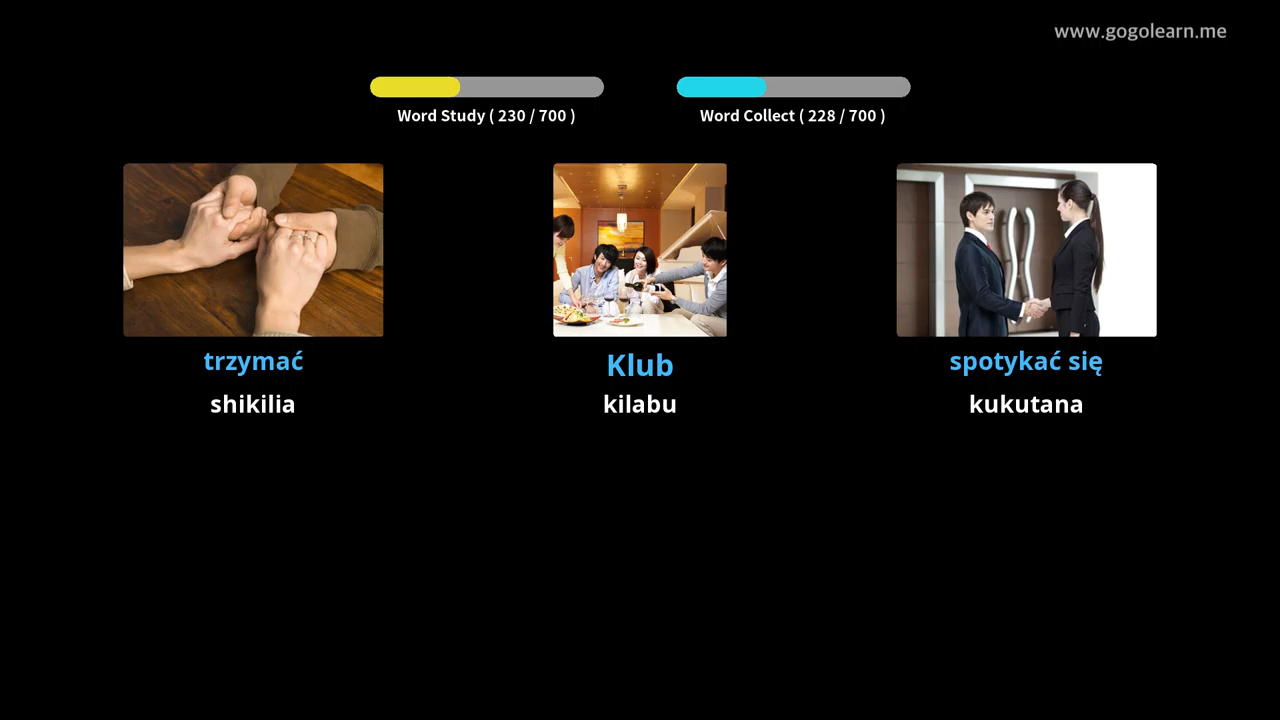 www.gogolearn.me
Word Study ( 230 / 700 )
Word Collect ( 228 / 700 )
trzymać
Klub
spotykać się
shikilia
kilabu
kukutana